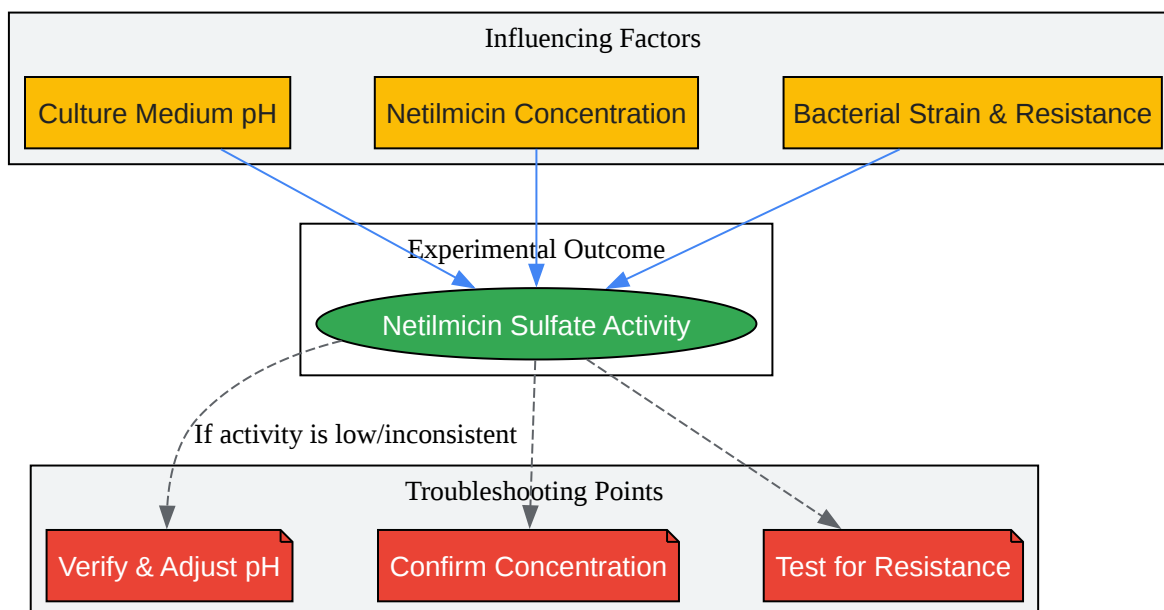 Influencing Factors
Culture Medium pH
Netilmicin Concentration
Bacterial Strain & Resistance
Experimental Outcome
Netilmicin Sulfate Activity
If activity is low/inconsistent
Troubleshooting Points
Verify & Adjust pH
Confirm Concentration
Test for Resistance